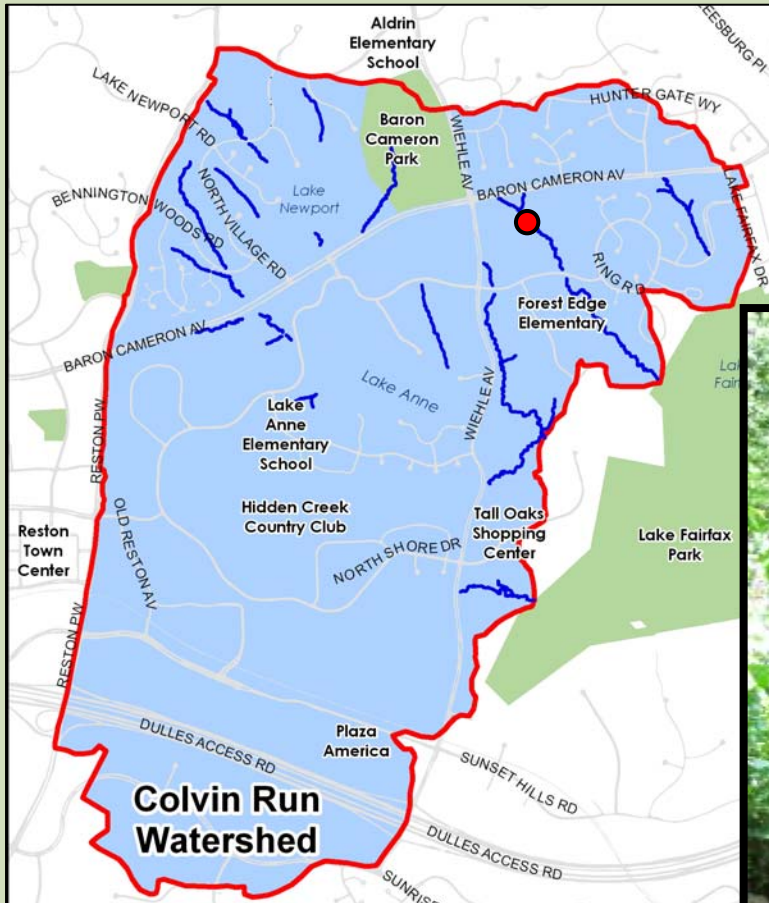 Aldrin
Elementary
School
LEESBURG PI
LAKE NEWPORT RD
HUNTER GATE WY
Baron
Cameron
Park
WIEHLE AV
BARON CAMERON AV
LAKE FAIRFAX DR
Lake
Newport
BENNINGTON WOODS RD
NORTH VILLAGE RD
RING RD
Forest Edge
Elementary
BARON CAMERON AV
Lake Anne
WIEHLE AV
RESTON PW
Lake
Anne
Elementary
School
Hidden Creek
Country Club
Tall Oaks
Shopping
Center
Reston
Town
Center
OLD RESTON AV
NORTH SHORE DR
Lake Fairfax
Park
RESTON PW
DULLES ACCESS RD
Plaza
America
SUNSET HILLS RD
Colvin Run
Watershed
DULLES ACCESS RD